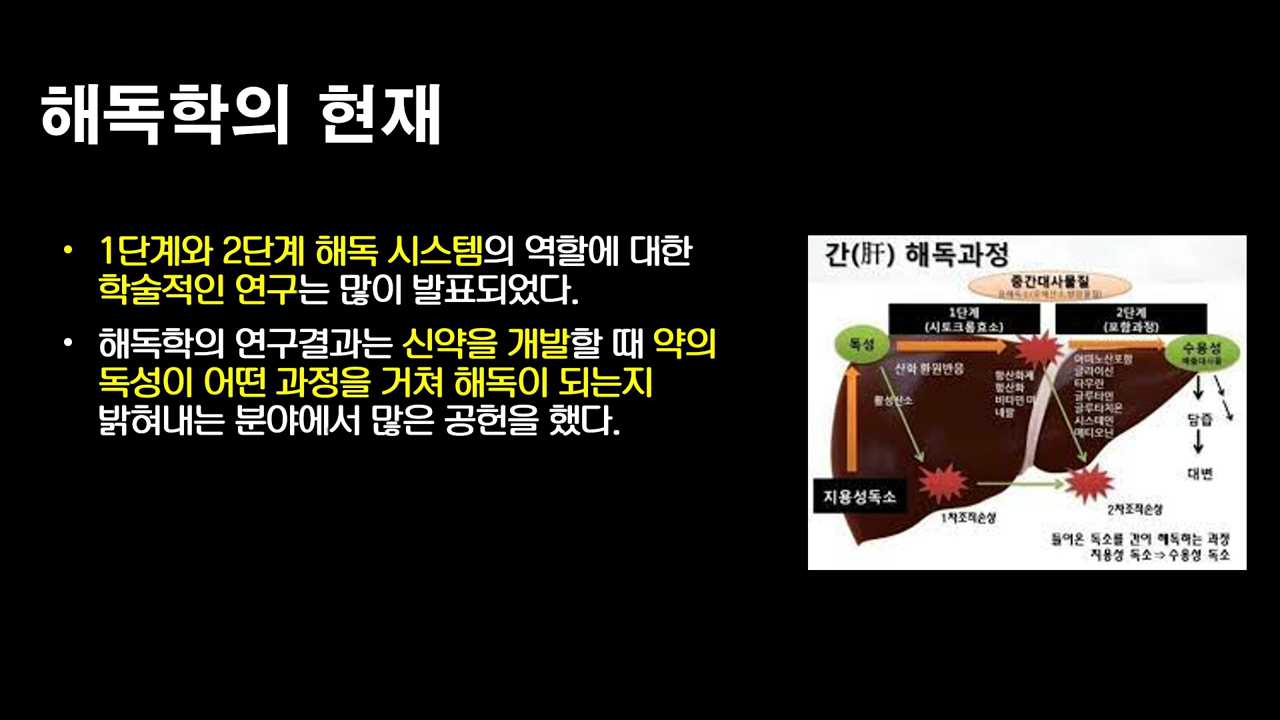 해독학의 현재
• 1단계와 2단계 해독 시스템의 역할에 대한
학술적인 연구는 많이 발표되었다.
• 해독학의 연구결과는 신약을 개발할 때 약의
독성이 어떤 과정을 거쳐 해독이 되는지
밝혀내는 분야에서 많은 공헌을 했다.
간(肝) 해독과정
중간대사물질
1단계
(시토크롬효소)
2단계
(포합과정)
독성
수용성
산화 환원반응
활성산소
항산화제
항산화
비타민 미
네랄
아미노산포함
글라이신
타우린
글루타민
글루타치온
시스테인
메티오닌
담즙
대변
지용성독소
1차조직손상
2차조직손상
들어온 독소를 간이 해독하는 과정
지용성 독소⇒수용성 독소